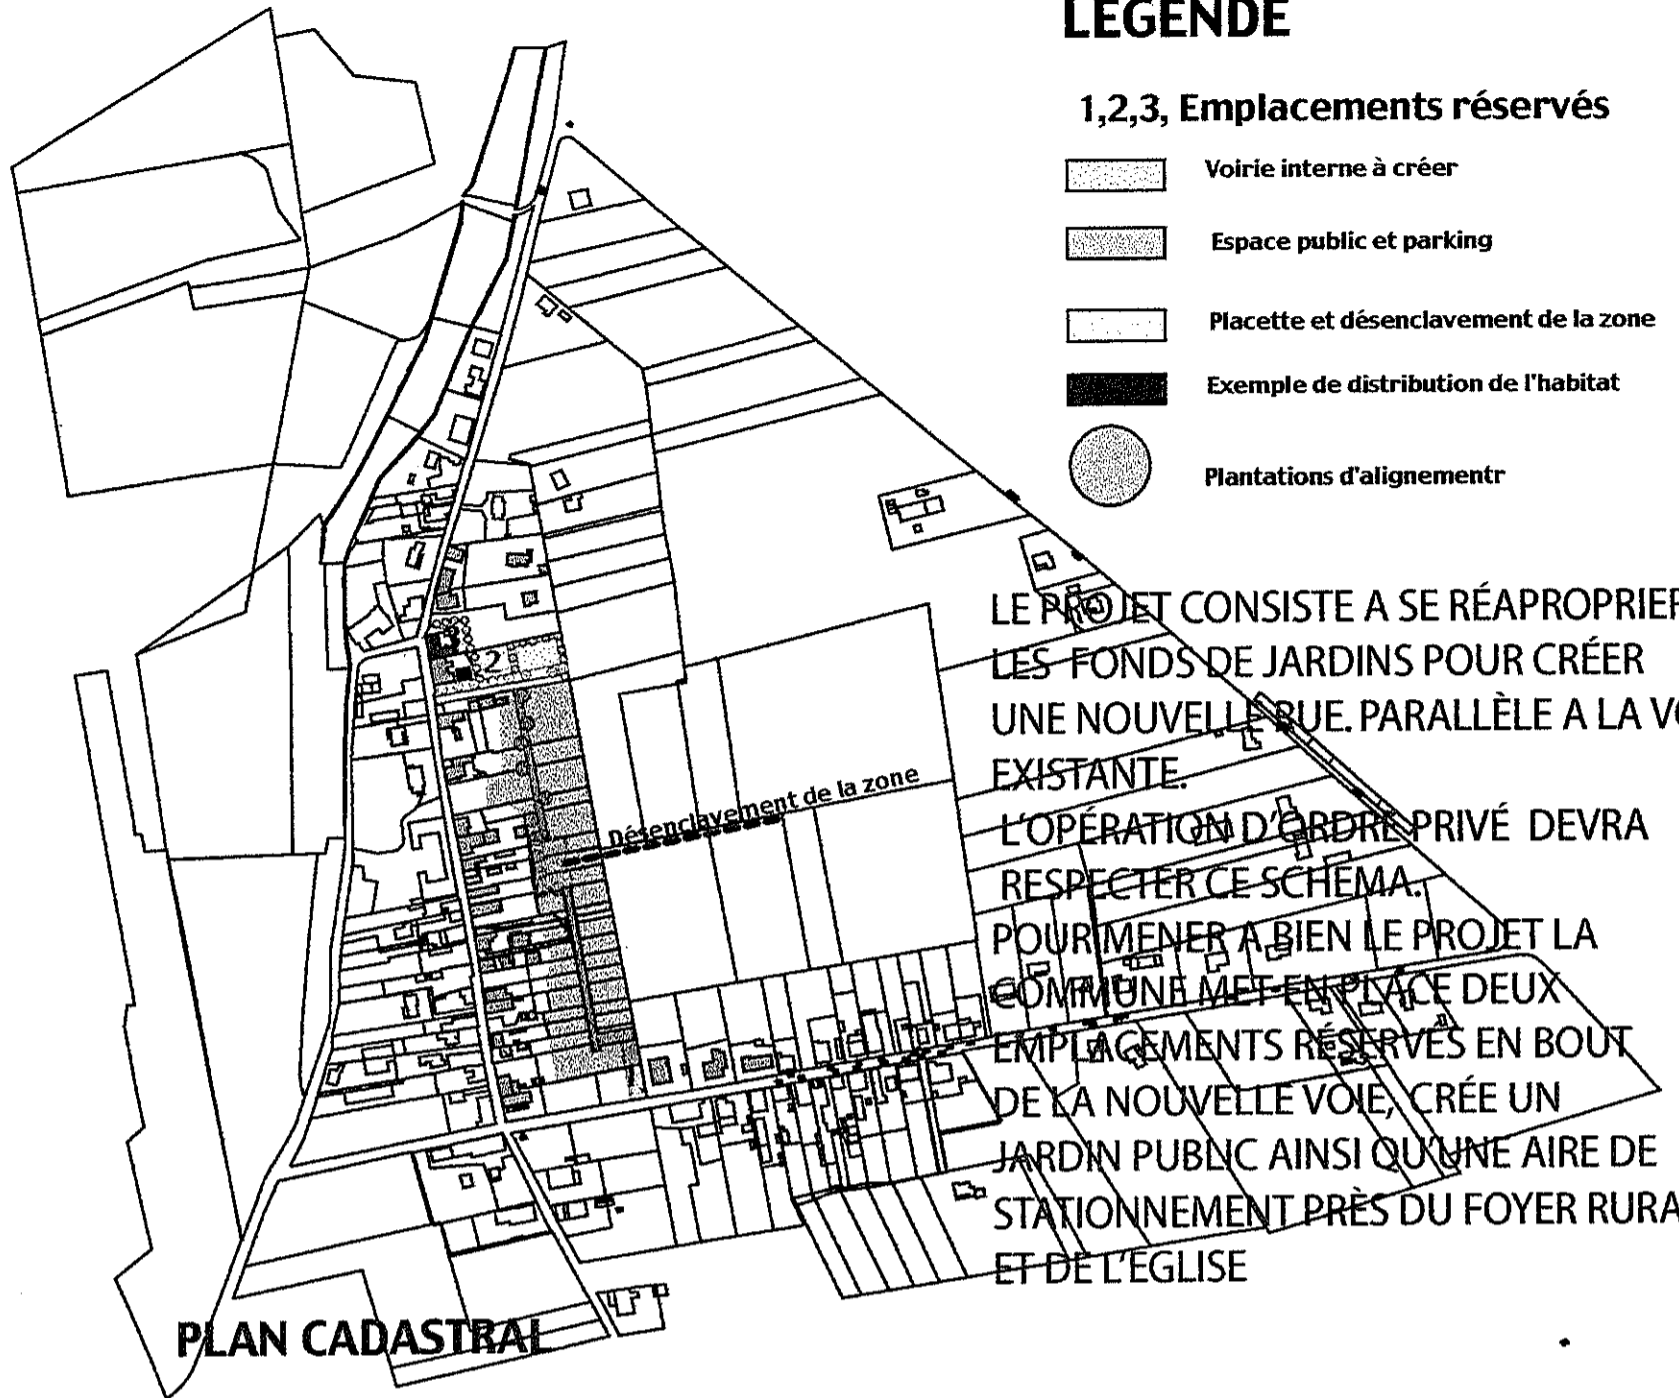 LEGENDE
1,2,3, Emplacements réservés
Voirie interne à créer
Espace public et parking
Placette et désenclavement de la zone
Exemple de distribution de l'habitat
Plantations d'alignementr
LE PROJET CONSISTE A SE RÉAPROPRIER
LES FONDS DE JARDINS POUR CRÉER
UNE NOUVELLE RUE. PARALLÈLE A LA VO
EXISTANTE.
L'OPÉRATION D'ORDRE PRIVÉ DEVRA
RESPECTER CE SCHÉMA.
POUR MENER A BIEN LE PROJET LA
COMMUNE MET EN PLACE DEUX
EMPLACEMENTS RÉSERVÉS EN BOUT
DE LA NOUVELLE VOIE, CRÉE UN
JARDIN PUBLIC AINSI QU'UNE AIRE DE
STATIONNEMENT PRÈS DU FOYER RURA
ET DE L'EGLISE
2
Désenclavement de la zone
PLAN CADASTRAL